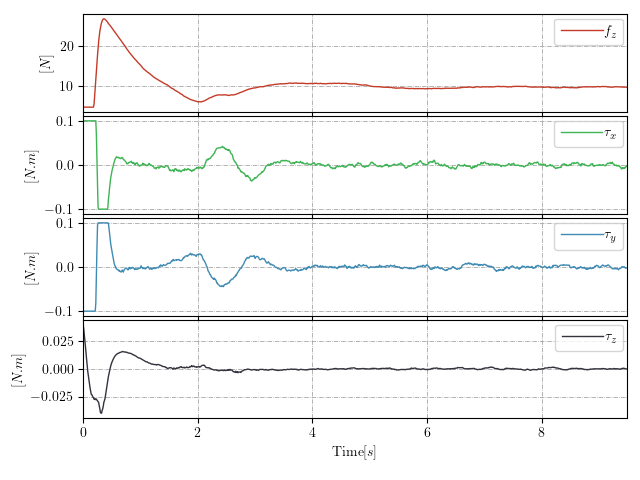 20
10
[N]
f_z
0.1
0.0
−0.1
[N.m]
τ_x
0.1
0.0
−0.1
[N.m]
τ_y
0.025
0.000
−0.025
[N.m]
τ_z
0 2 4 6 8
Time[s]